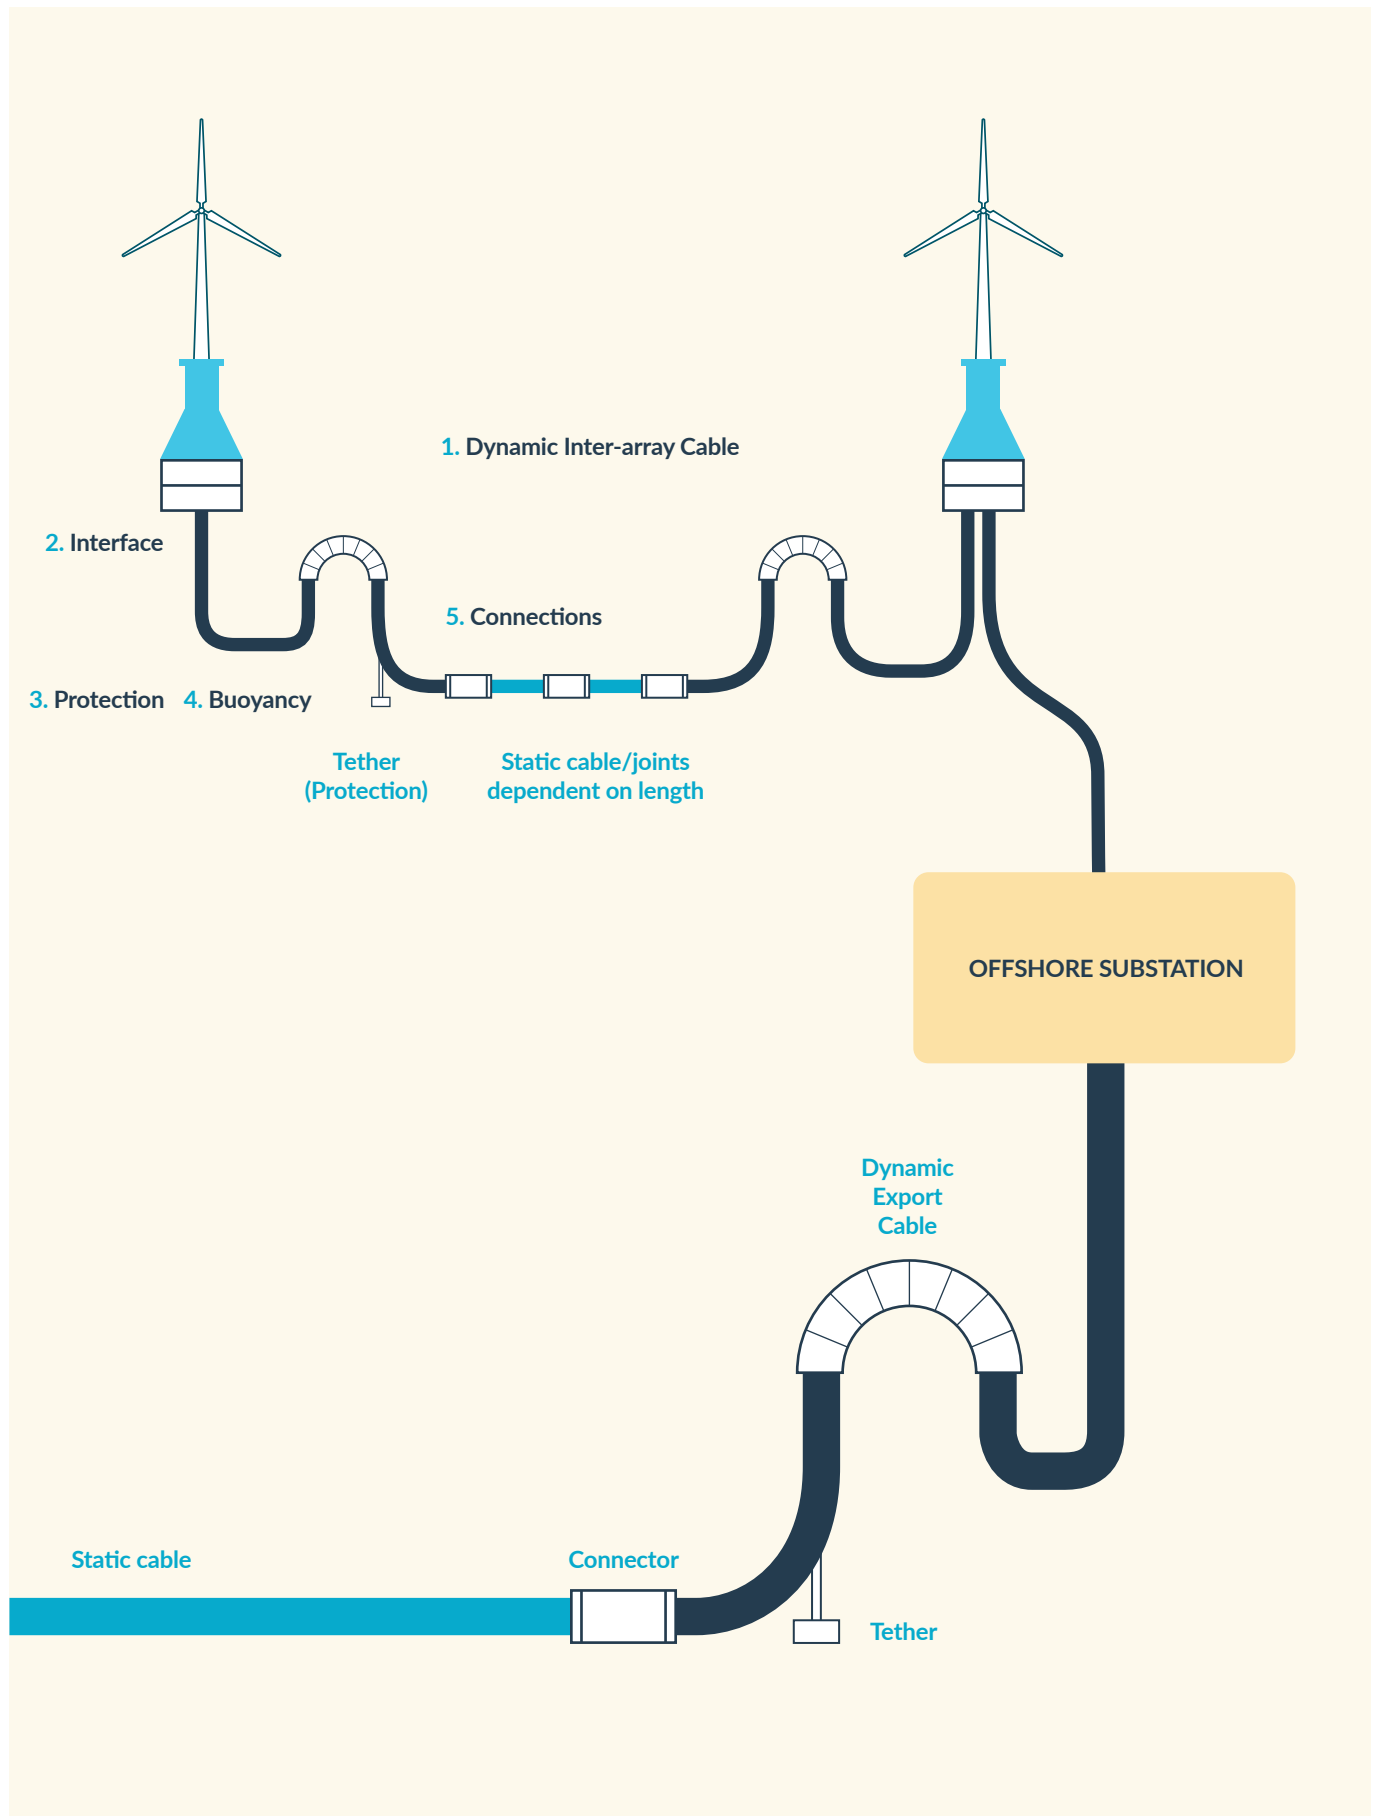 1. Dynamic Inter-array Cable
2. Interface
5. Connections
3. Protection
4. Buoyancy
Tether
(Protection)
Static cable/joints
dependent on length
OFFSHORE SUBSTATION
Dynamic
Export
Cable
Static cable
Connector
Tether